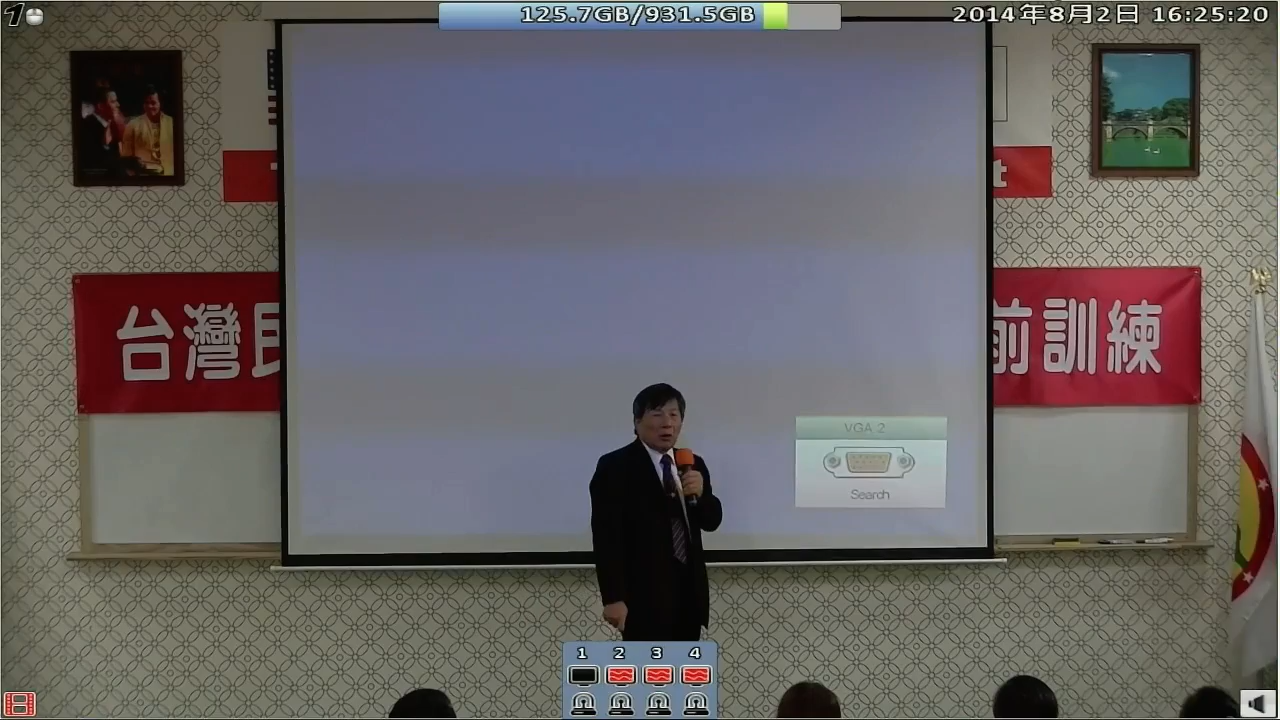 1
125.7GB/931.5GB
2014年8月2日 16:25:20
t
台灣民
前訓練
VGA 2
Search
1 2 3 4